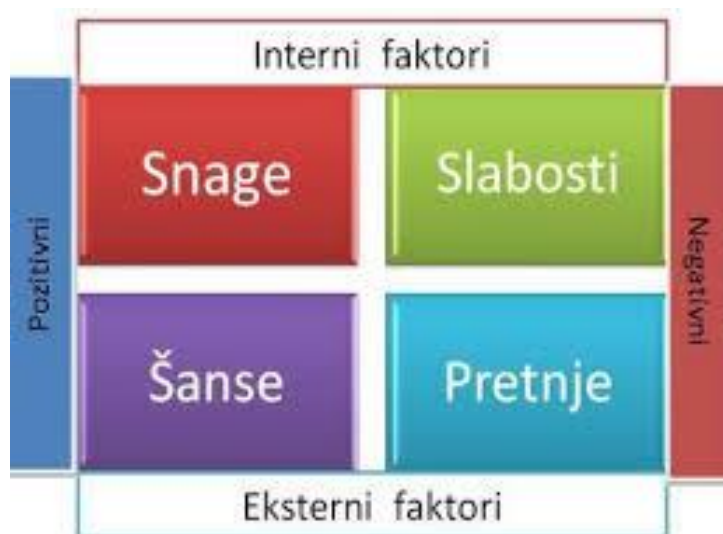 Interni faktori
Pozitivni
Snage
Slabosti
Negativni
Šanse
Pretnje
Eksterni faktori